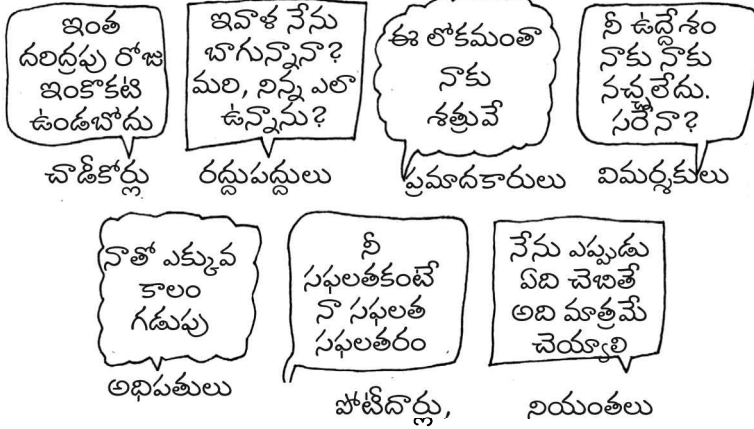 ఇంత
దరిద్రపు రోజు
ఇంకొకటి
ఉండబోదు
చాడీకోర్లు
ఇవాళ నేను
బాగున్నానా?
మరి, నిన్న ఎలా
ఉన్నాను?
రద్దుపద్దులు
ఈ లోకమంతా
నాకు
శత్రువే
ప్రమాదకారులు
నీ ఉద్దేశం
నాకు నాకు
నచ్చలేదు.
సరేనా?
విమర్శకులు
నాతో ఎక్కువ
కాలం
గడుపు
అధిపతులు
నీ
సఫలతకంటే
నా సఫలత
సఫలతరం
పోటీదార్లు,
నేను ఎప్పుడు
ఏది చెబితే
అది మాత్రమే
చెయ్యాలి
నియంతలు